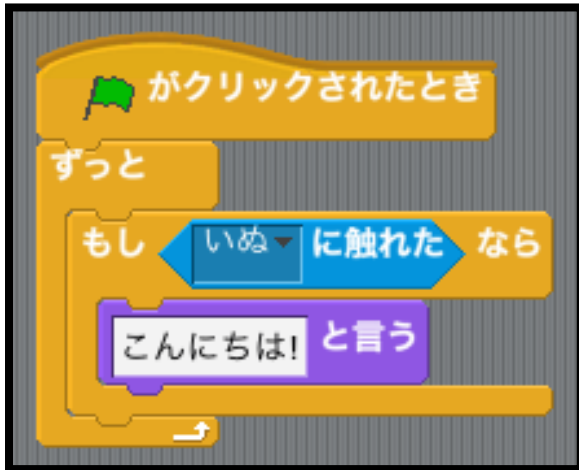 がクリックされたとき
ずっと
もし いぬ に触れた なら
こんにちは! と言う